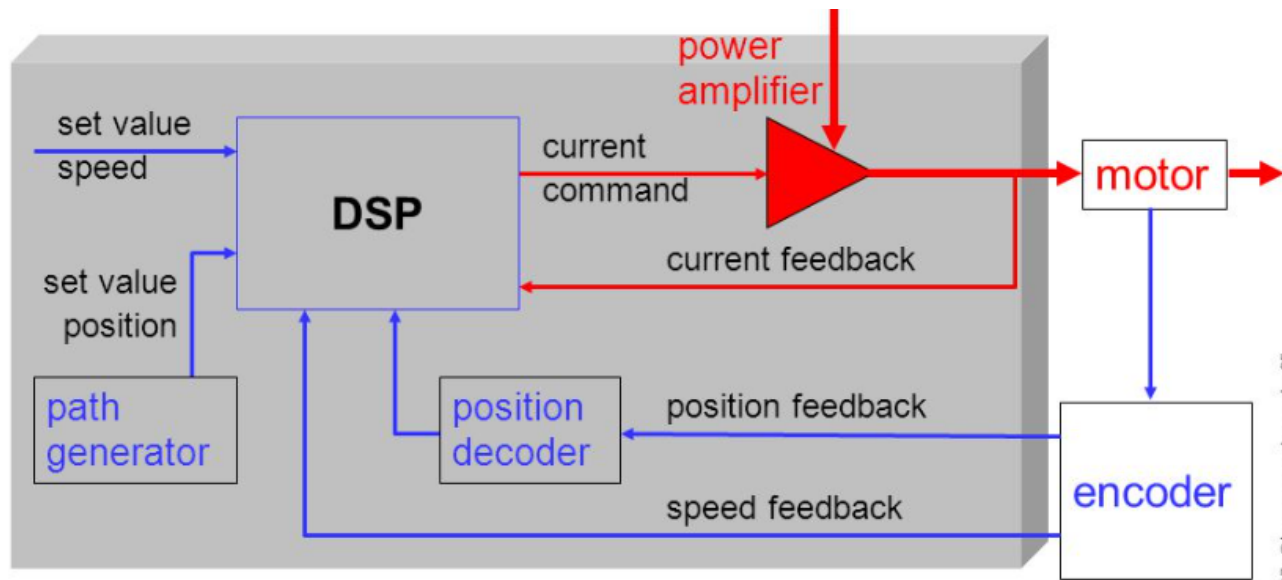 power
amplifier
set value
speed
DSP
current
command
motor
current feedback
set value
position
path
generator
position
decoder
position feedback
speed feedback
encoder